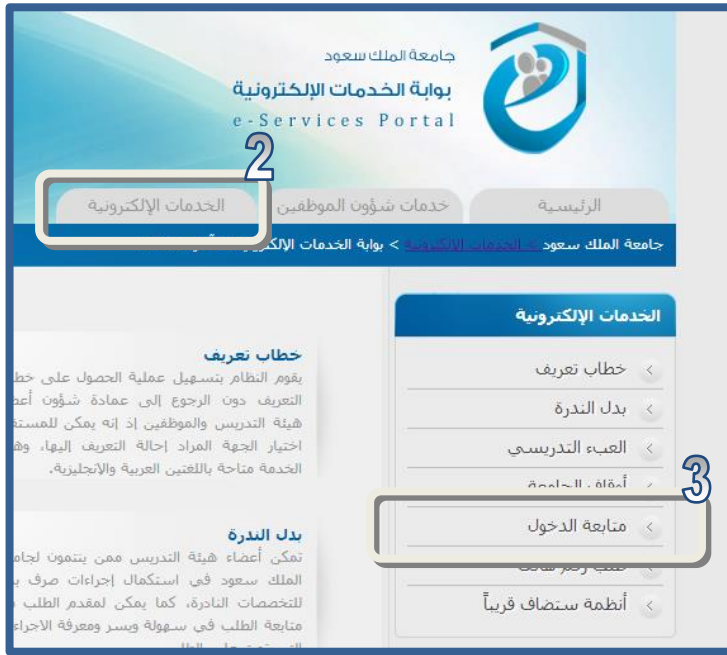 جامعة الملك سعود
بوابة الخدمات الإلكترونية
e-Services Portal
2
الرئيسية
خدمات شؤون الموظفين
الخدمات الإلكترونية
جامعة الملك سعود > الخدمات الإلكترونية > بوابة الخدمات
الخدمات الإلكترونية
خطاب تعريف
بدل الندرة
العبء التدريسي
أوقاف الجامعة
3
متابعة الدخول
أنظمة ستضاف قريباً
خطاب تعريف
يقوم النظام بتسهيل عملية الحصول على
التعريف دون الرجوع إلى عمادة شؤون
هيئة التدريس والموظفين إذ إنه يمكن
اختيار الجهة المراد إحالة التعريف إليها،
الخدمة متاحة باللغتين العربية والإنجليزية.
بدل الندرة
تمكن أعضاء هيئة التدريس ممن ينتمون
الملك سعود في استكمال إجراءات صرف
للتخصصات النادرة، كما يمكن لمقدم الطلب
متابعة الطلب في سهولة ويسر ومعرفة